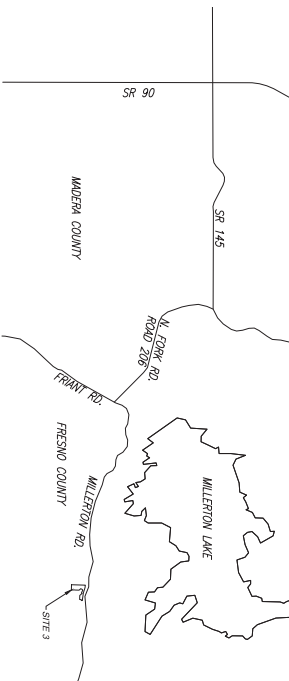 SR 90
SR 145
MADERA COUNTY
N. FORK RD.
ROAD 206
FRIANT RD.
FRESNO COUNTY
MILLERTON RD.
MILLERTON LAKE
SITE 3